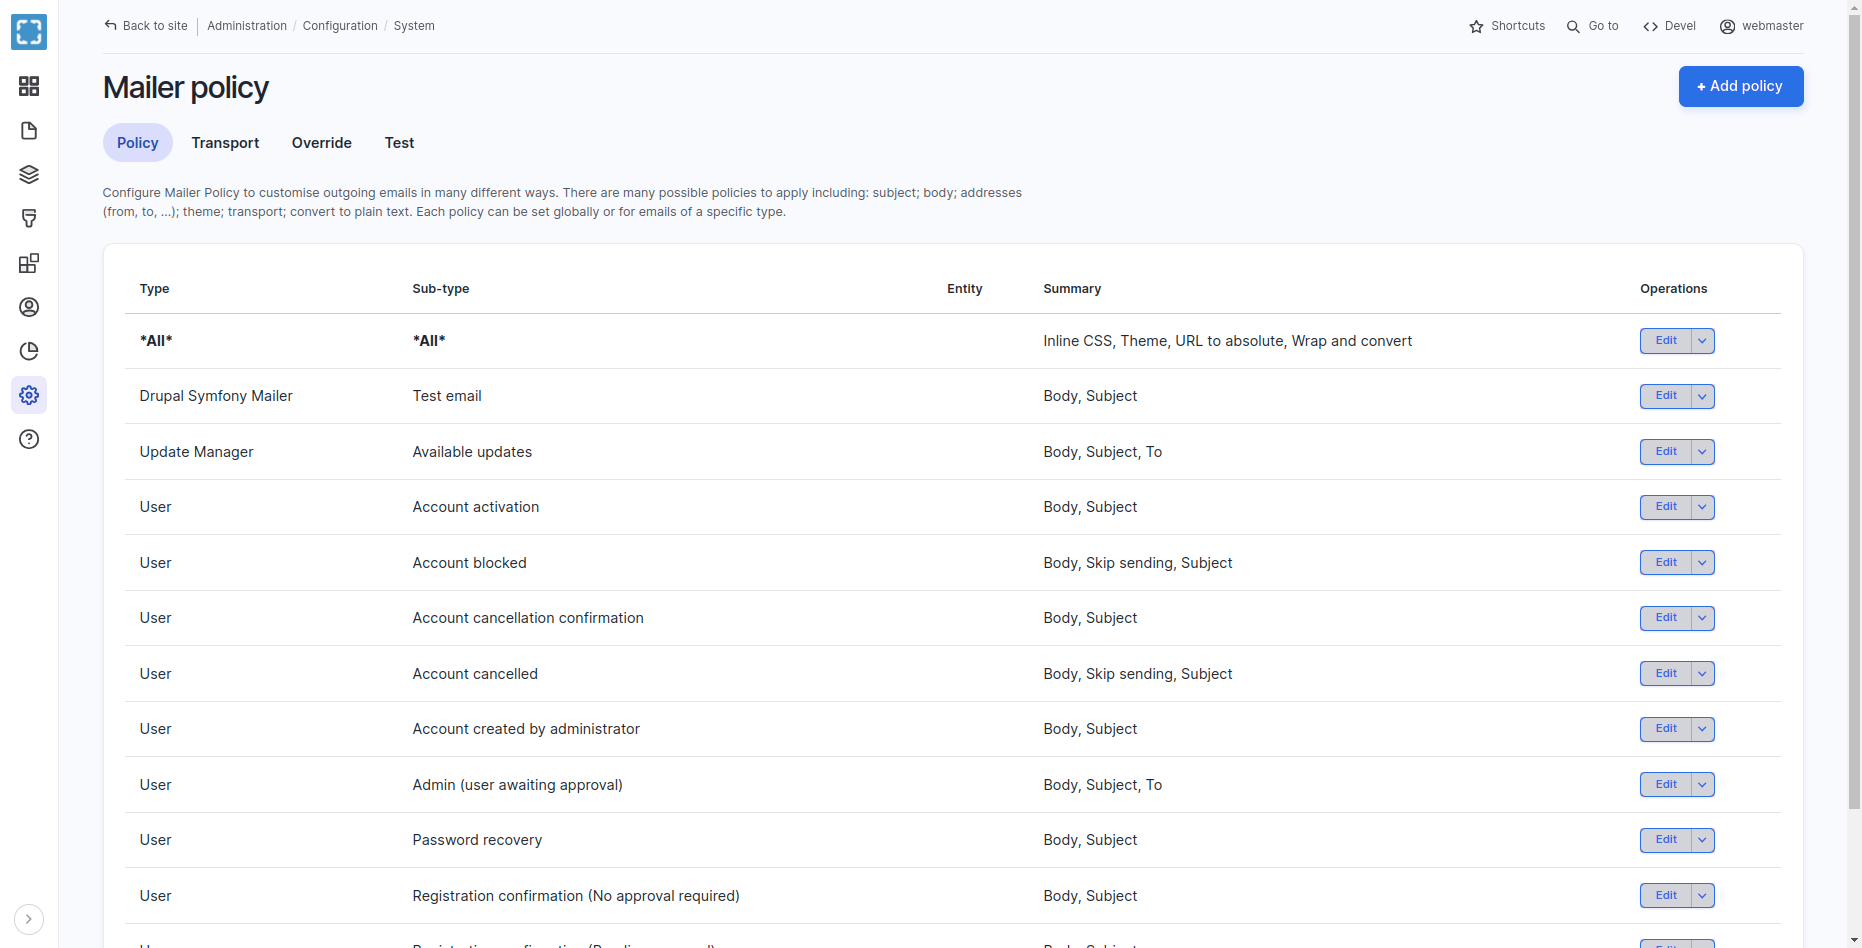 Back to site Administration / Configuration / System Shortcuts Go to Devel webmaster
Mailer policy
+ Add policy
Policy Transport Override Test
Configure Mailer Policy to customise outgoing emails in many different ways. There are many possible policies to apply including: subject; body; addresses
(from, to, ...); theme; transport; convert to plain text. Each policy can be set globally or for emails of a specific type.
Type Sub-type Entity Summary Operations
*All* *All* Inline CSS, Theme, URL to absolute, Wrap and convert Edit
Drupal Symfony Mailer Test email Body, Subject Edit
Update Manager Available updates Body, Subject, To Edit
User Account activation Body, Subject Edit
User Account blocked Body, Skip sending, Subject Edit
User Account cancellation confirmation Body, Subject Edit
User Account cancelled Body, Skip sending, Subject Edit
User Account created by administrator Body, Subject Edit
User Admin (user awaiting approval) Body, Subject, To Edit
User Password recovery Body, Subject Edit
User Registration confirmation (No approval required) Body, Subject Edit